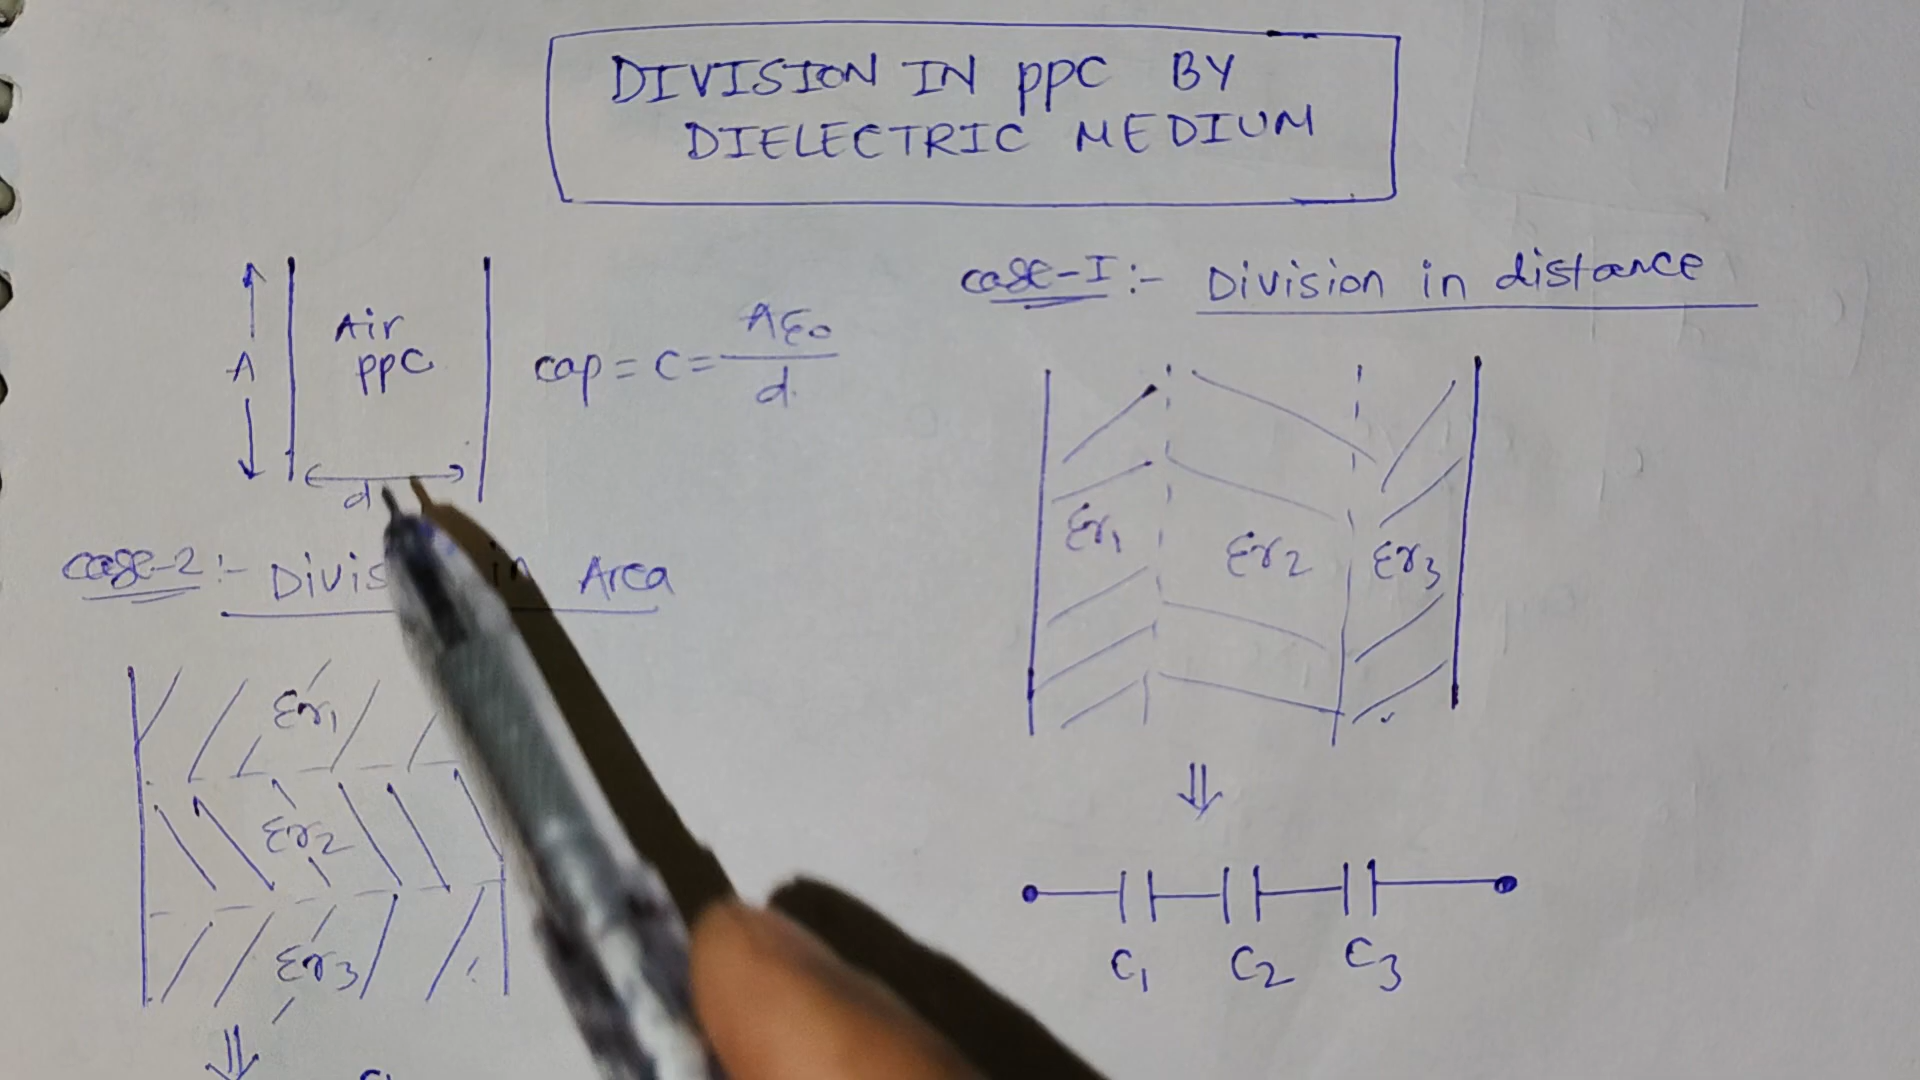 DIVISION IN PPC BY
DIELECTRIC MEDIUM
A
Air
PPC
d
cap = C = Aε₀/d
case-I :- Division in distance
εr₁ εr₂ εr₃
⇓
C₁ C₂ C₃
case-2 :- in Area
εr₁
εr₂
εr₃
⇓